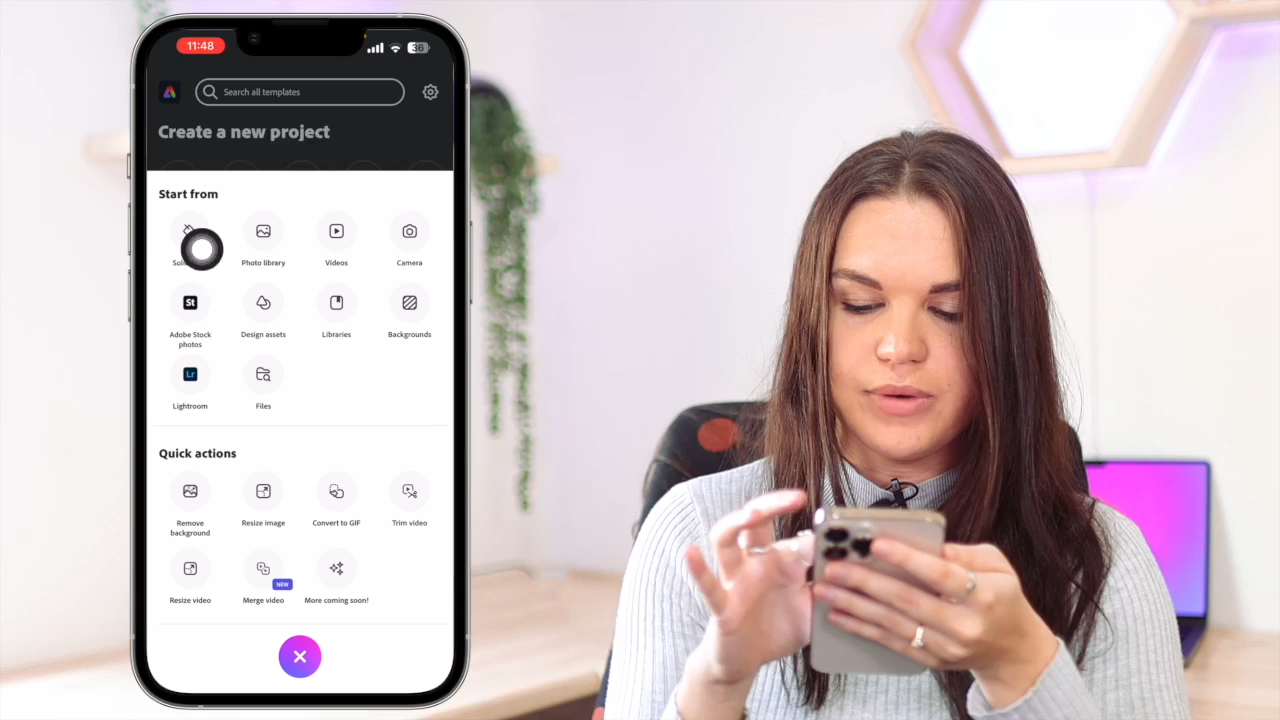 11:48
36
Search all templates
Create a new project
Start from
Photo library
Videos
Camera
St
Adobe Stock
photos
Design assets
Libraries
Backgrounds
Lr
Lightroom
Files
Quick actions
Remove
background
Resize image
Convert to GIF
Trim video
NEW
Resize video
Merge video
More coming soon!